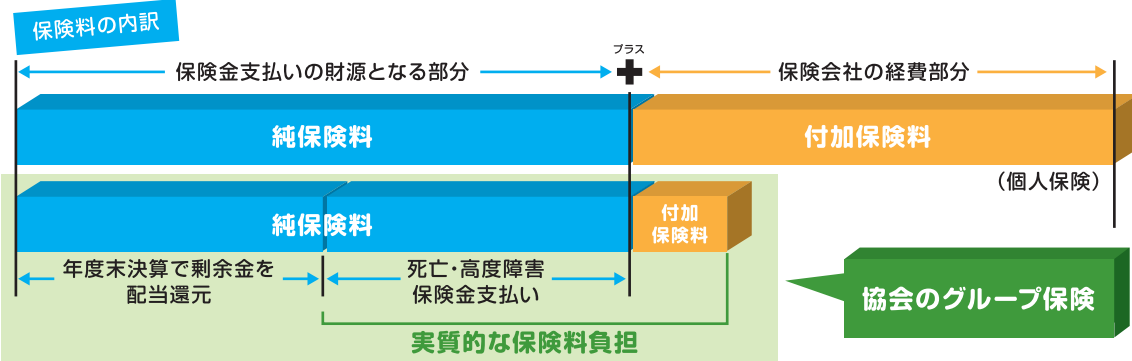 保険料の内訳
プラス
保険金支払いの財源となる部分
保険会社の経費部分
純保険料
付加保険料
（個人保険）
純保険料
付加
保険料
年度末決算で剰余金を
配当還元
死亡・高度障害
保険金支払い
協会のグループ保険
実質的な保険料負担